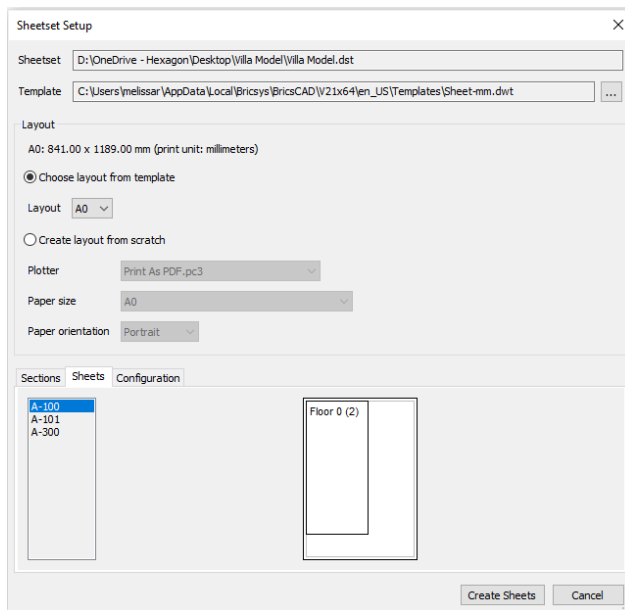 Sheetset Setup
Sheetset D:\OneDrive - Hexagon\Desktop\Villa Model\Villa Model.dst
Template C:\Users\melissar\AppData\Local\Bricsys\BricsCAD\V21x64\en_US\Templates\Sheet-mm.dwt ...
Layout
A0: 841.00 x 1189.00 mm (print unit: millimeters)
Choose layout from template
Layout A0
Create layout from scratch
Plotter Print As PDF.pc3
Paper size A0
Paper orientation Portrait
Sections Sheets Configuration
A-100
A-101
A-300
Floor 0 (2)
Create Sheets Cancel